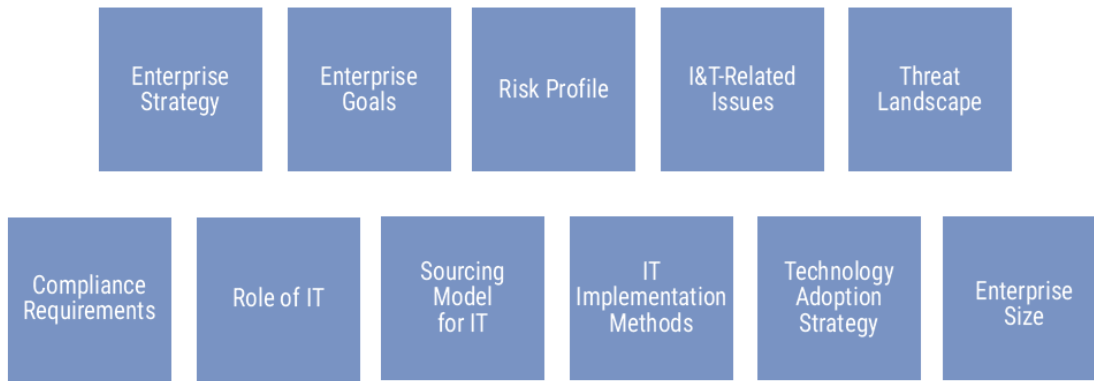 Enterprise
Strategy
Enterprise
Goals
Risk Profile
I&T-Related
Issues
Threat
Landscape
Compliance
Requirements
Role of IT
Sourcing
Model
for IT
IT
Implementation
Methods
Technology
Adoption
Strategy
Enterprise
Size